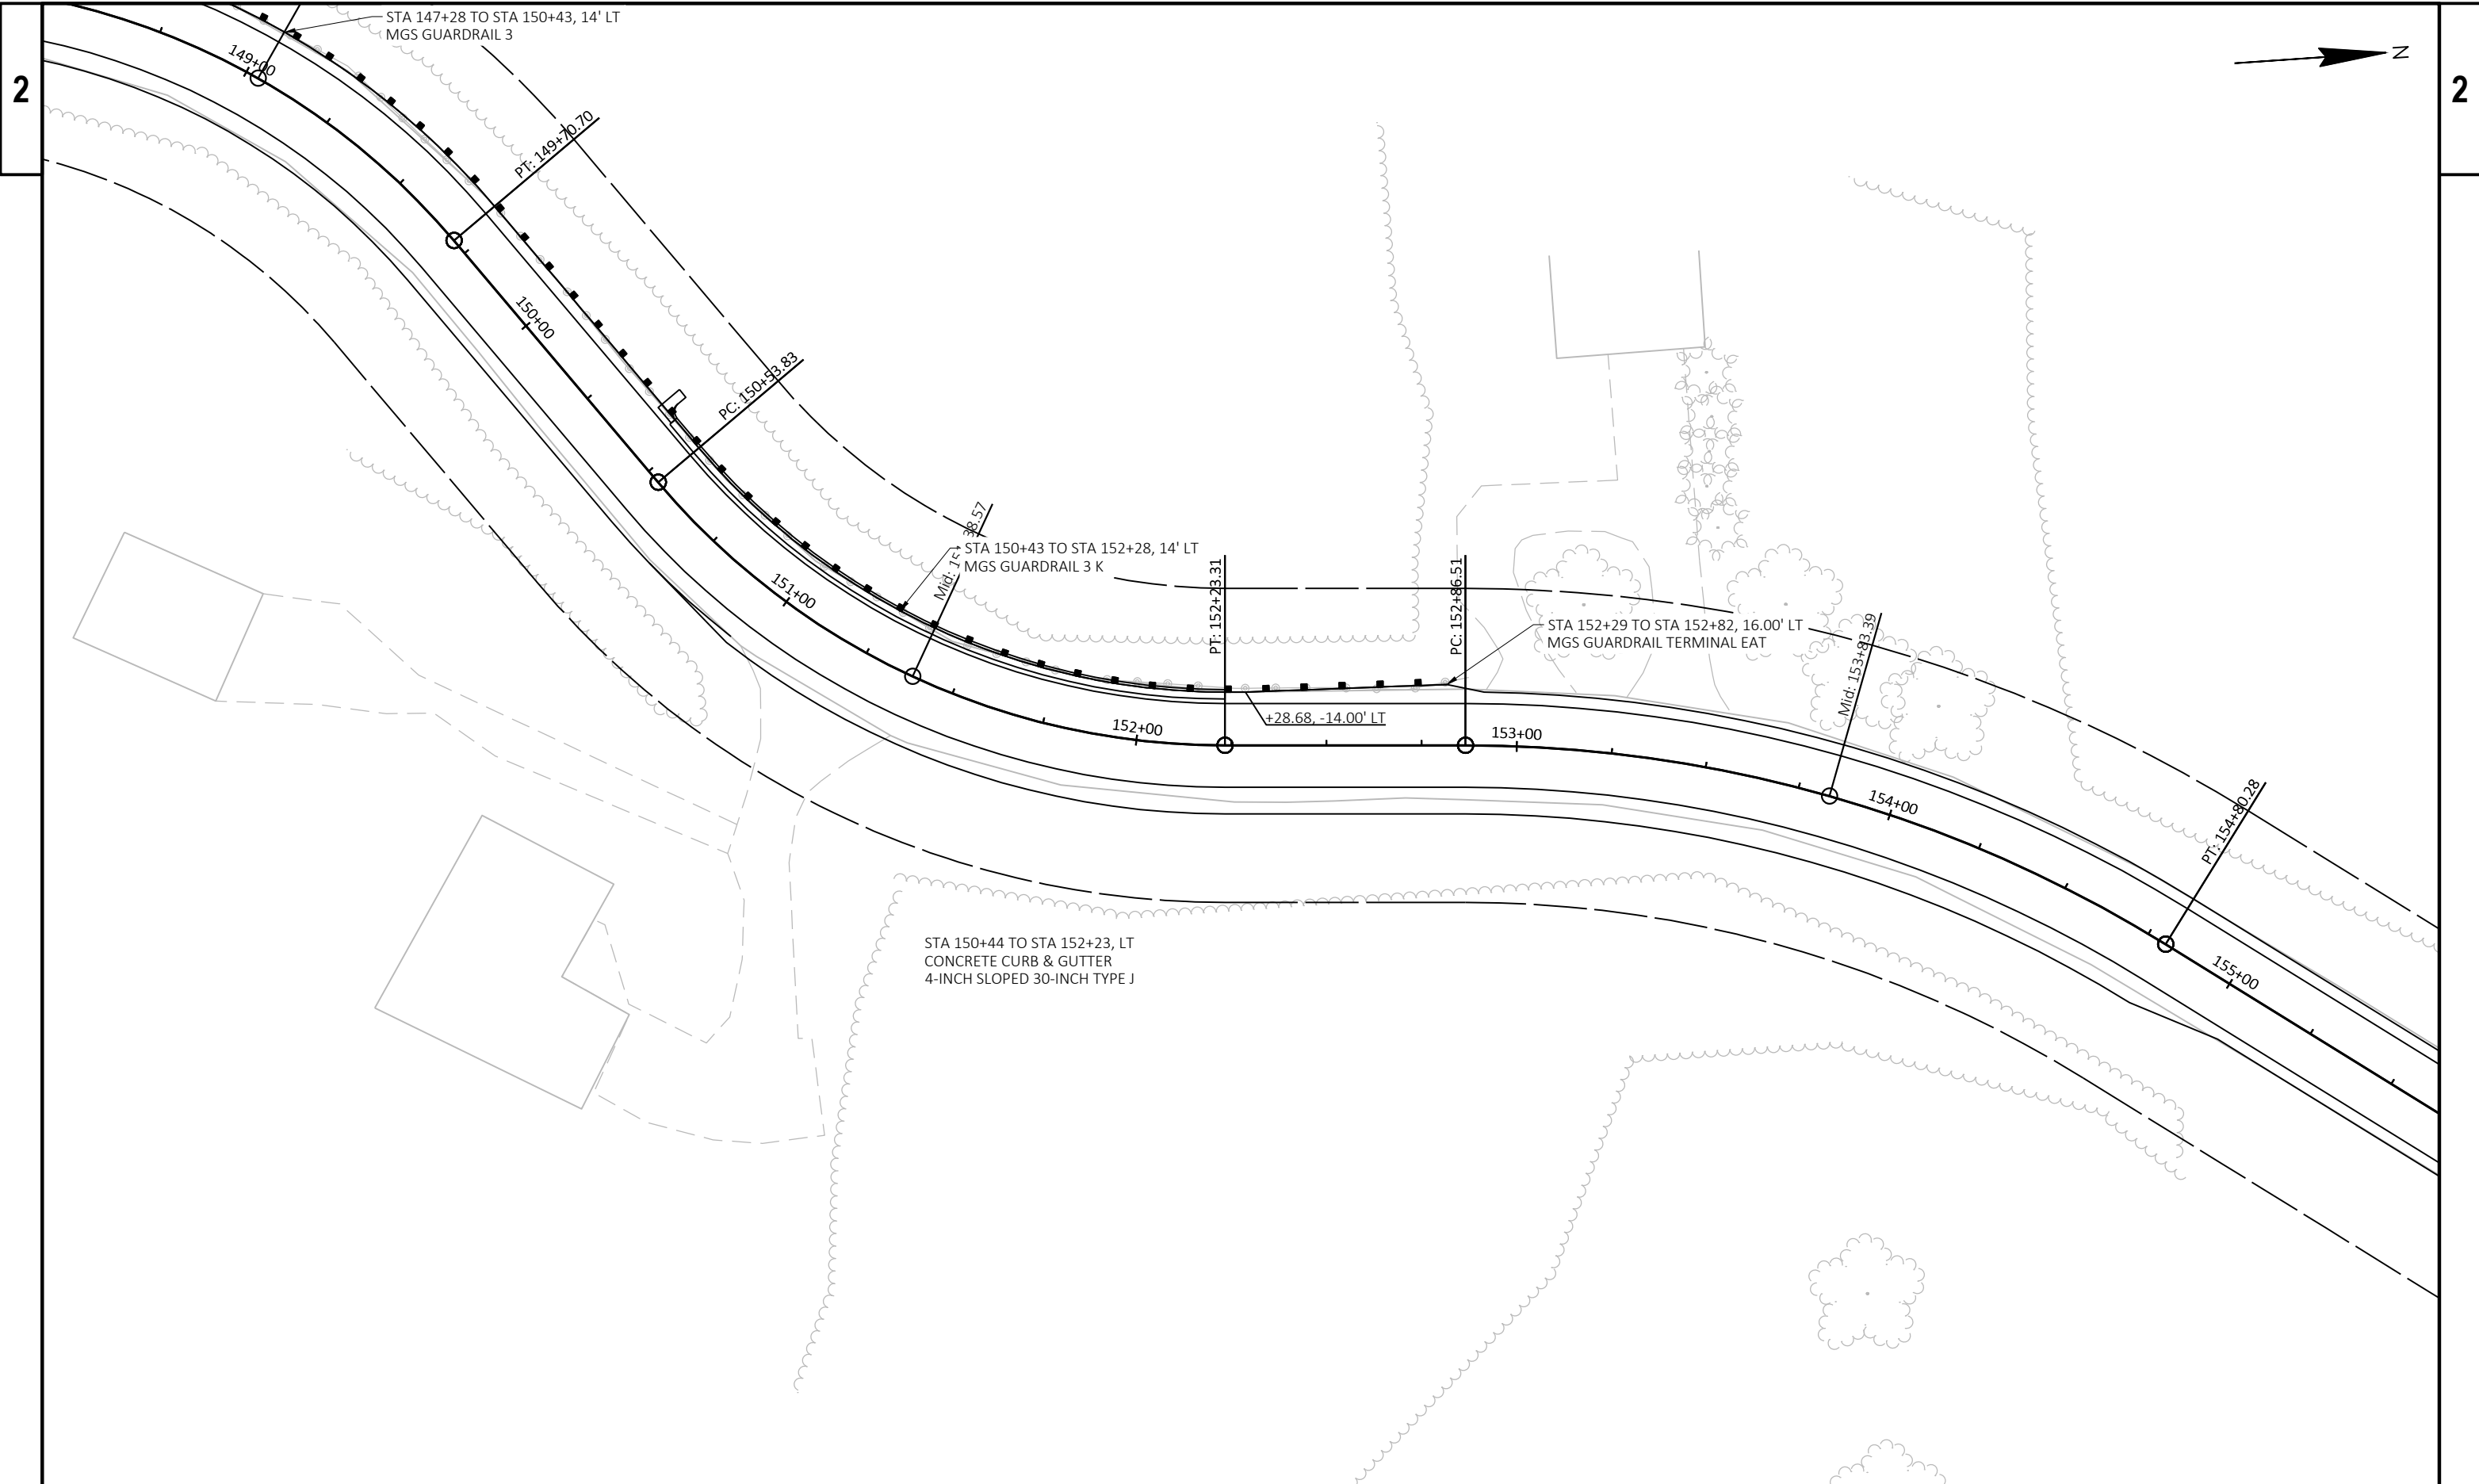 STA 147+28 TO STA 150+43, 14' LT
MGS GUARDRAIL 3
2
2
N
149+00
PT: 149+70.70
150+00
PC: 150+53.83
Mid: 15 38.57
STA 150+43 TO STA 152+28, 14' LT
MGS GUARDRAIL 3 K
151+00
PT: 152+23.31
PC: 152+86.51
STA 152+29 TO STA 152+82, 16.00' LT
MGS GUARDRAIL TERMINAL EAT
Mid: 153+83.39
+28.68, -14.00' LT
152+00
153+00
154+00
PT: 154+80.28
155+00
STA 150+44 TO STA 152+23, LT
CONCRETE CURB & GUTTER
4-INCH SLOPED 30-INCH TYPE J